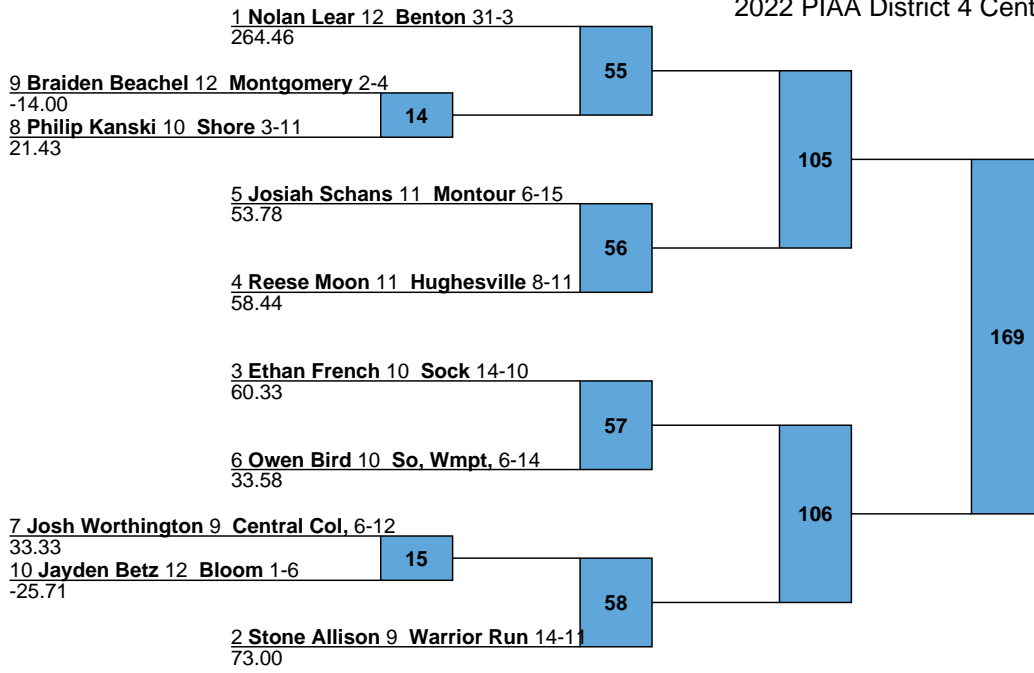 2022 PIAA District 4 Cent
1 Nolan Lear 12 Benton 31-3
264.46
55
9 Braiden Beachel 12 Montgomery 2-4
-14.00
14
8 Philip Kanski 10 Shore 3-11
21.43
105
5 Josiah Schans 11 Montour 6-15
53.78
56
4 Reese Moon 11 Hughesville 8-11
58.44
169
3 Ethan French 10 Sock 14-10
60.33
57
6 Owen Bird 10 So, Wmpt, 6-14
33.58
106
7 Josh Worthington 9 Central Col, 6-12
33.33
15
10 Jayden Betz 12 Bloom 1-6
-25.71
58
2 Stone Allison 9 Warrior Run 14-11
73.00